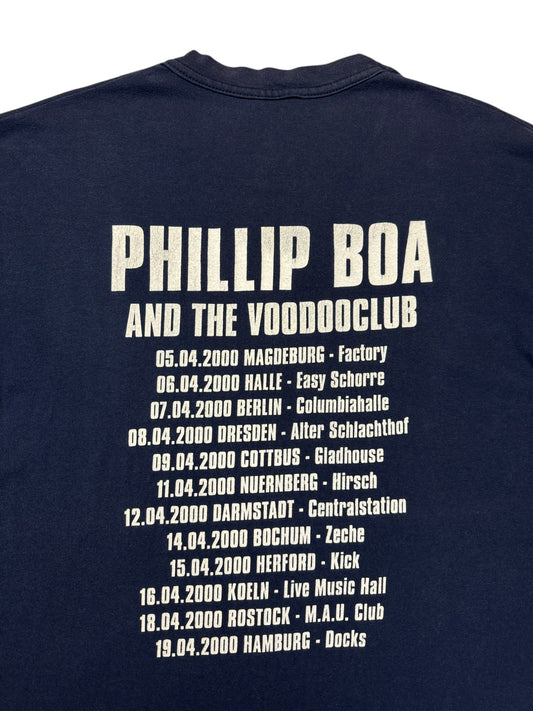 PHILLIP BOA
AND THE VOODOOCLUB
05.04.2000 MAGDEBURG - Factory
06.04.2000 HALLE - Easy Schorre
07.04.2000 BERLIN - Columbiahalle
08.04.2000 DRESDEN - Alter Schlachthof
09.04.2000 COTTBUS - Gladhouse
11.04.2000 NUERNBERG - Hirsch
12.04.2000 DARMSTADT - Centralstation
14.04.2000 BOCHUM - Zeche
15.04.2000 HERFORD - Kick
16.04.2000 KOELN - Live Music Hall
18.04.2000 ROSTOCK - M.A.U. Club
19.04.2000 HAMBURG - Docks